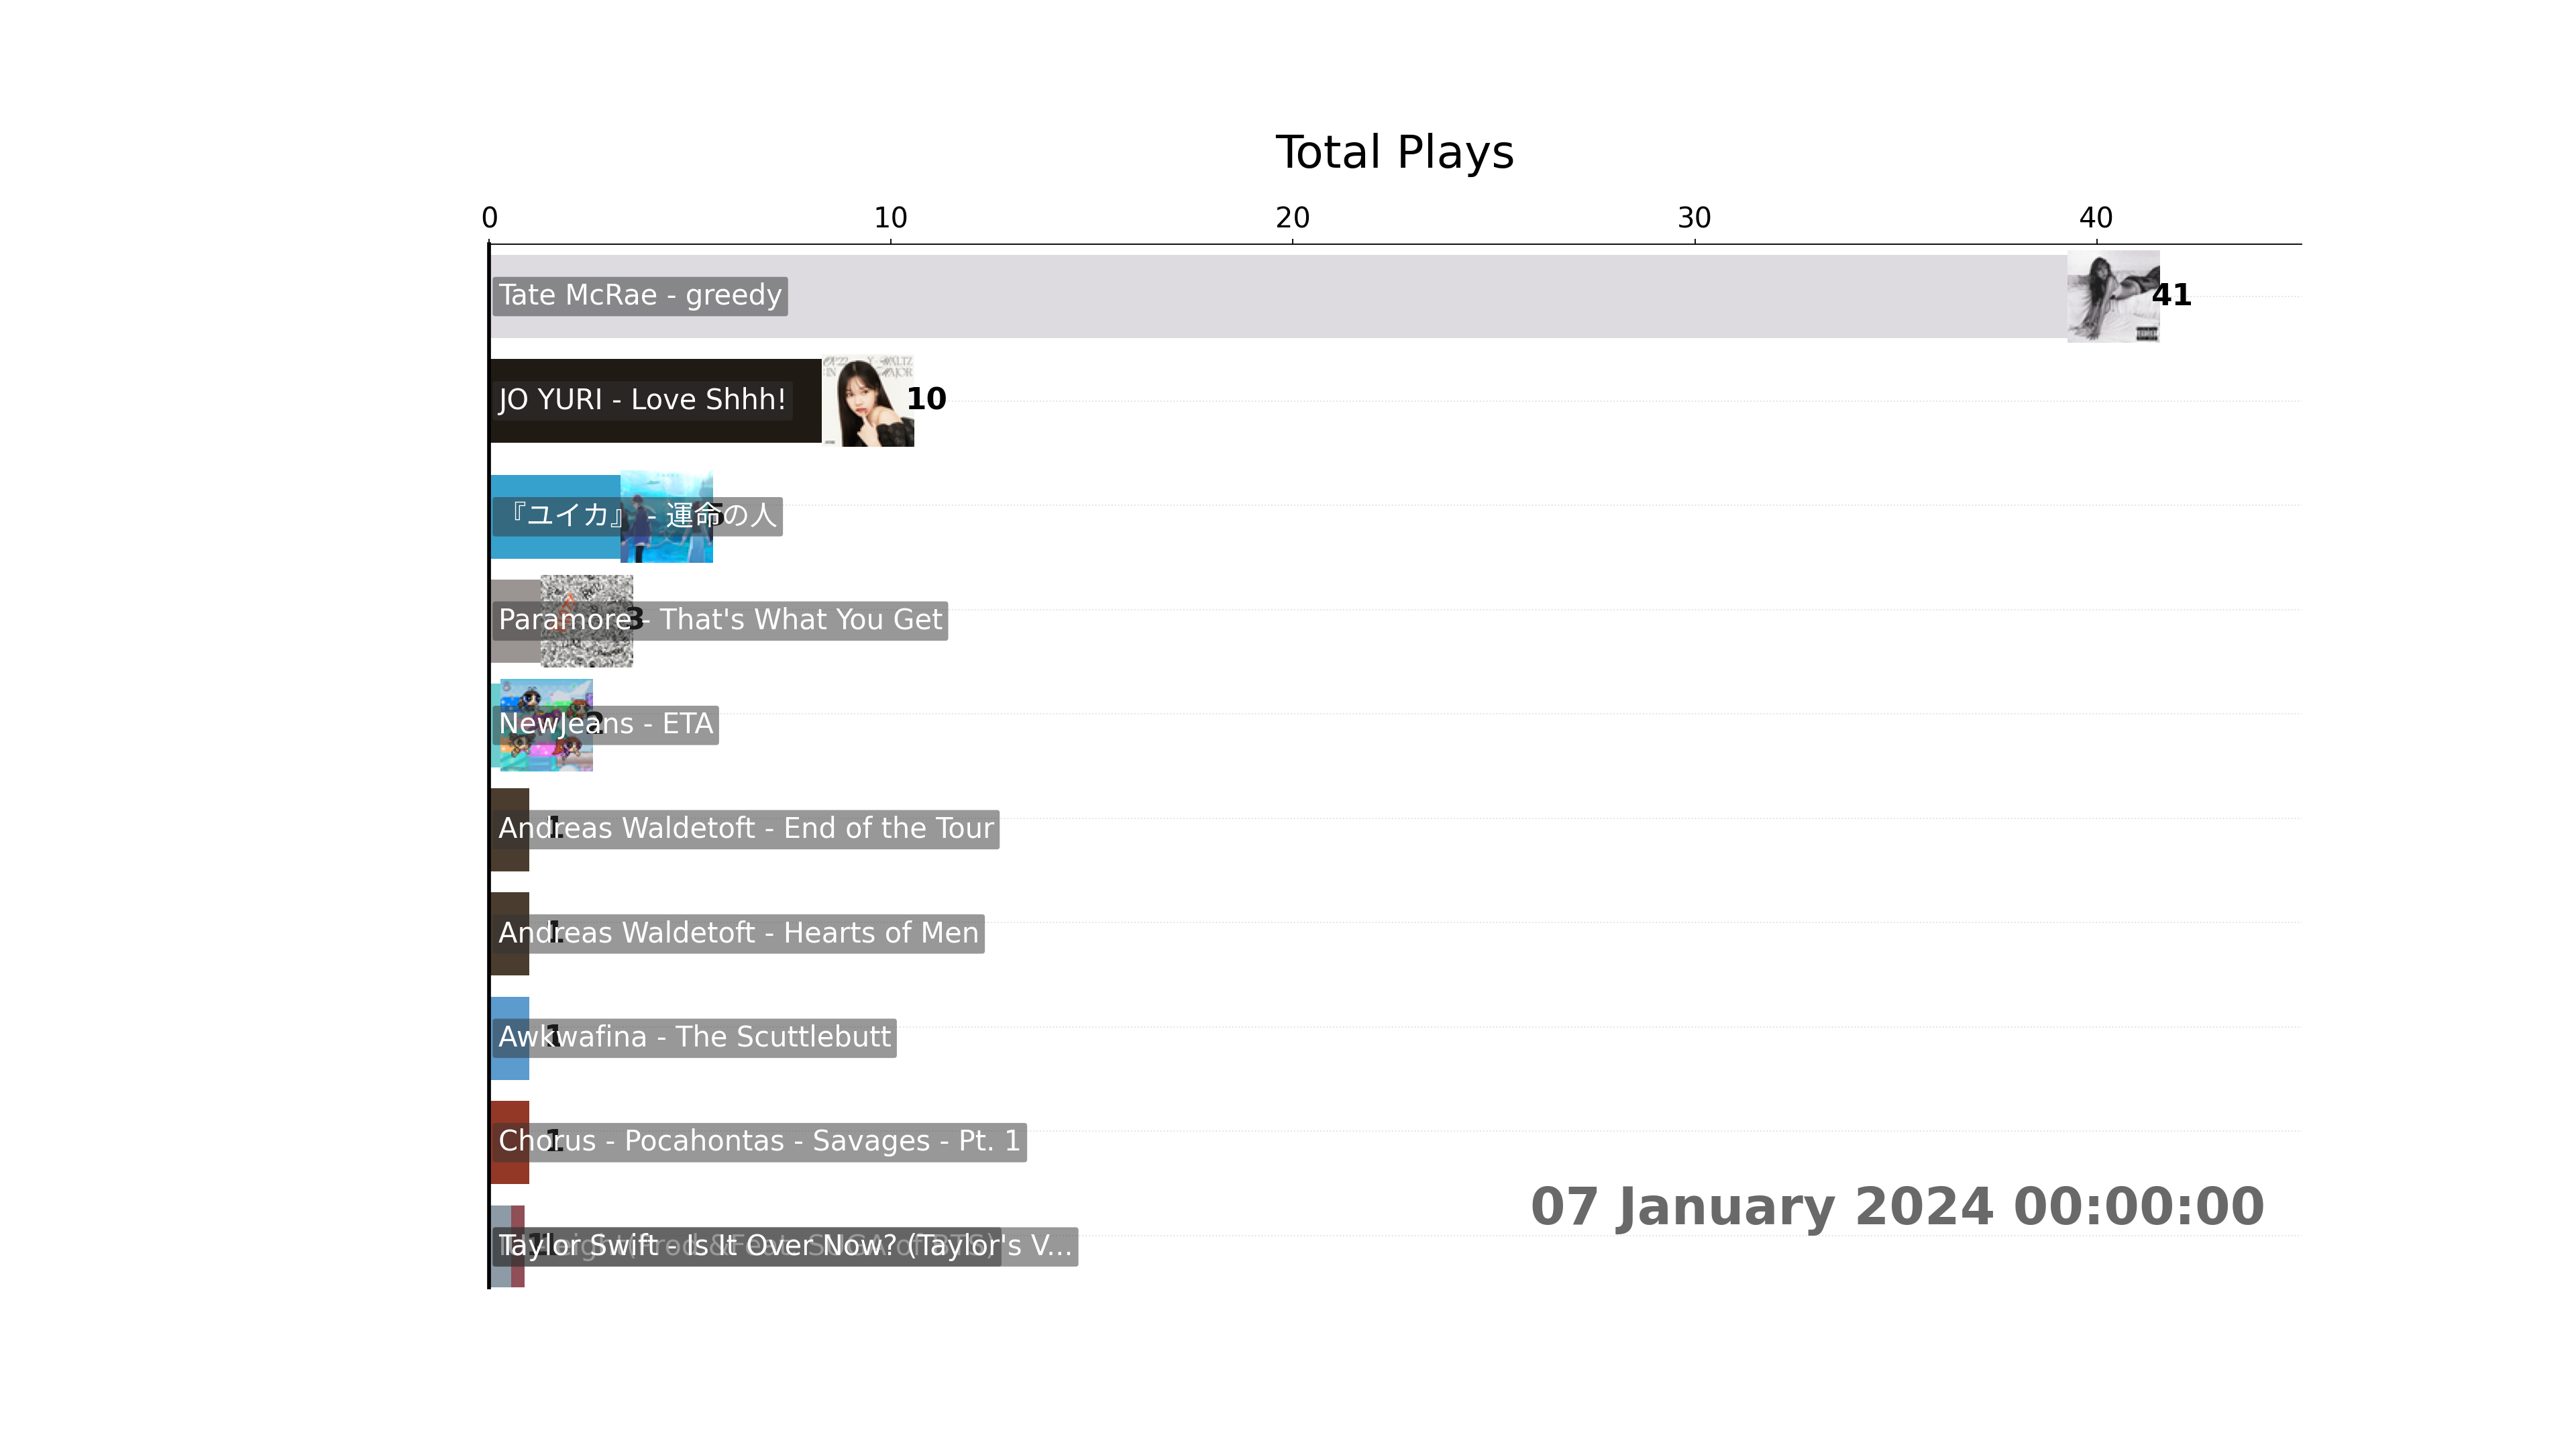 Total Plays
0 10 20 30 40
Tate McRae - greedy 41
JO YURI - Love Shhh! 10
『ユイカ』 - 運命の人 5
Paramore - That's What You Get 3
NewJeans - ETA 2
Andreas Waldetoft - End of the Tour 1
Andreas Waldetoft - Hearts of Men 1
Awkwafina - The Scuttlebutt 1
Chorus - Pocahontas - Savages - Pt. 1 1
07 January 2024 00:00:00
Taylor Swift - Is It Over Now? (Taylor's V... 1